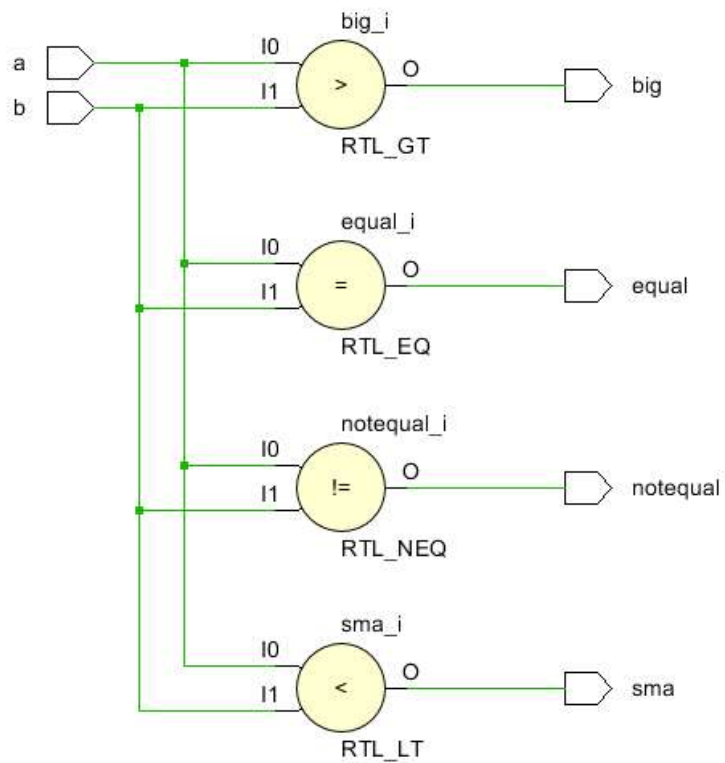 big_i
a
I0
O
I1
>
big
b
RTL_GT
equal_i
I0
O
I1
=
equal
RTL_EQ
notequal_i
I0
O
I1
!=
notequal
RTL_NEQ
sma_i
I0
O
I1
<
sma
RTL_LT